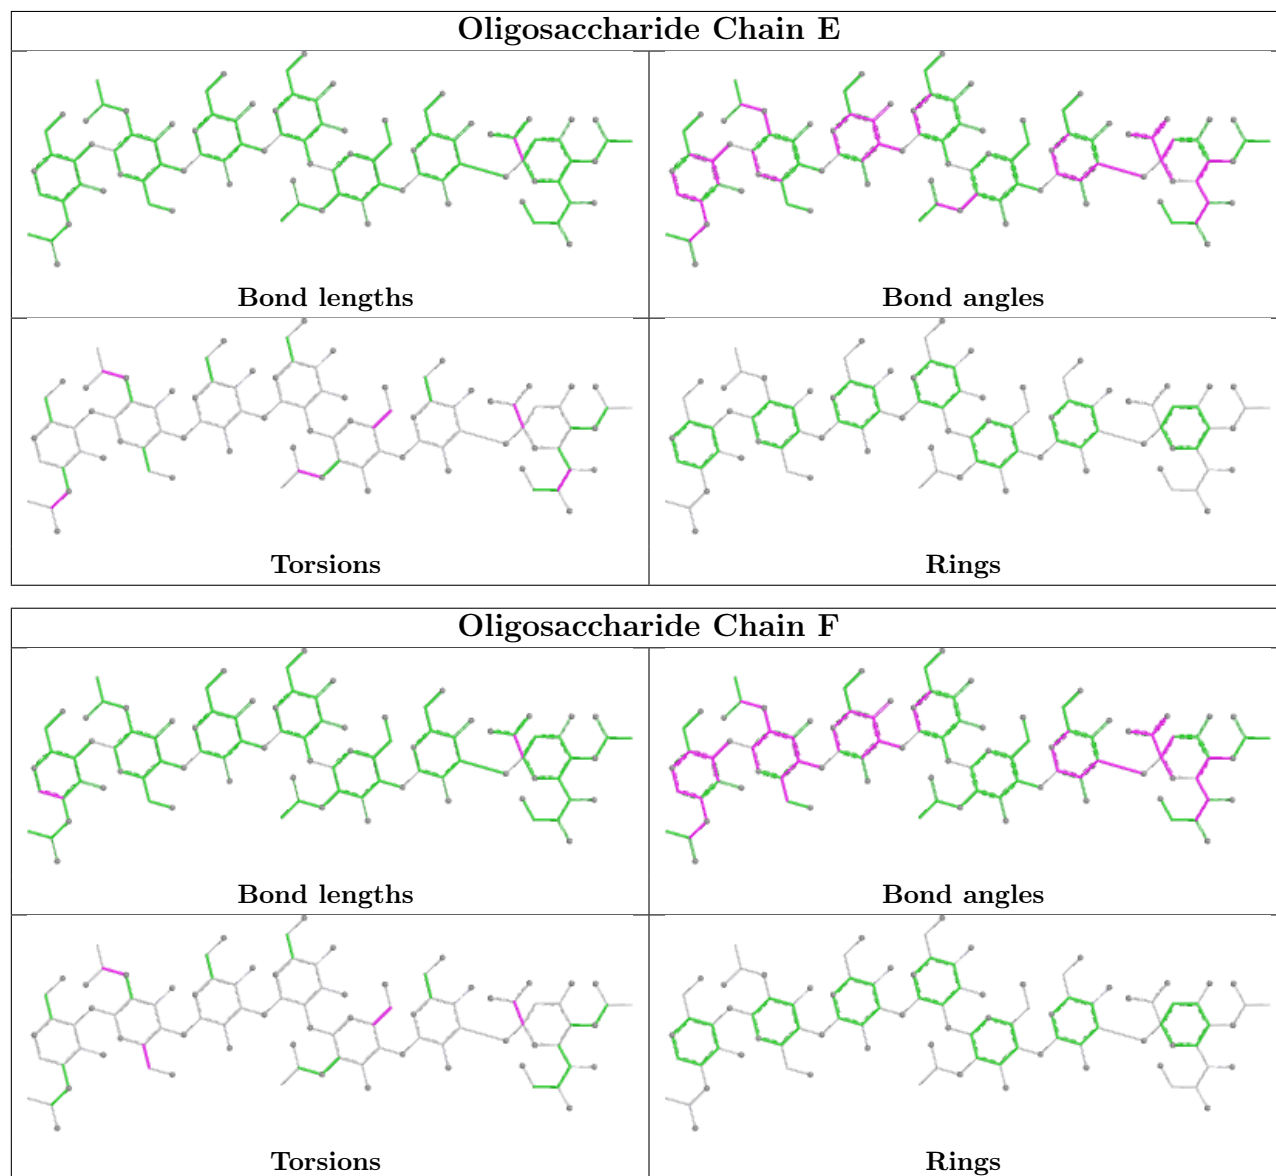 Oligosaccharide Chain E
Bond lengths
Bond angles
Torsions
Rings
Oligosaccharide Chain F
Bond lengths
Bond angles
Torsions
Rings